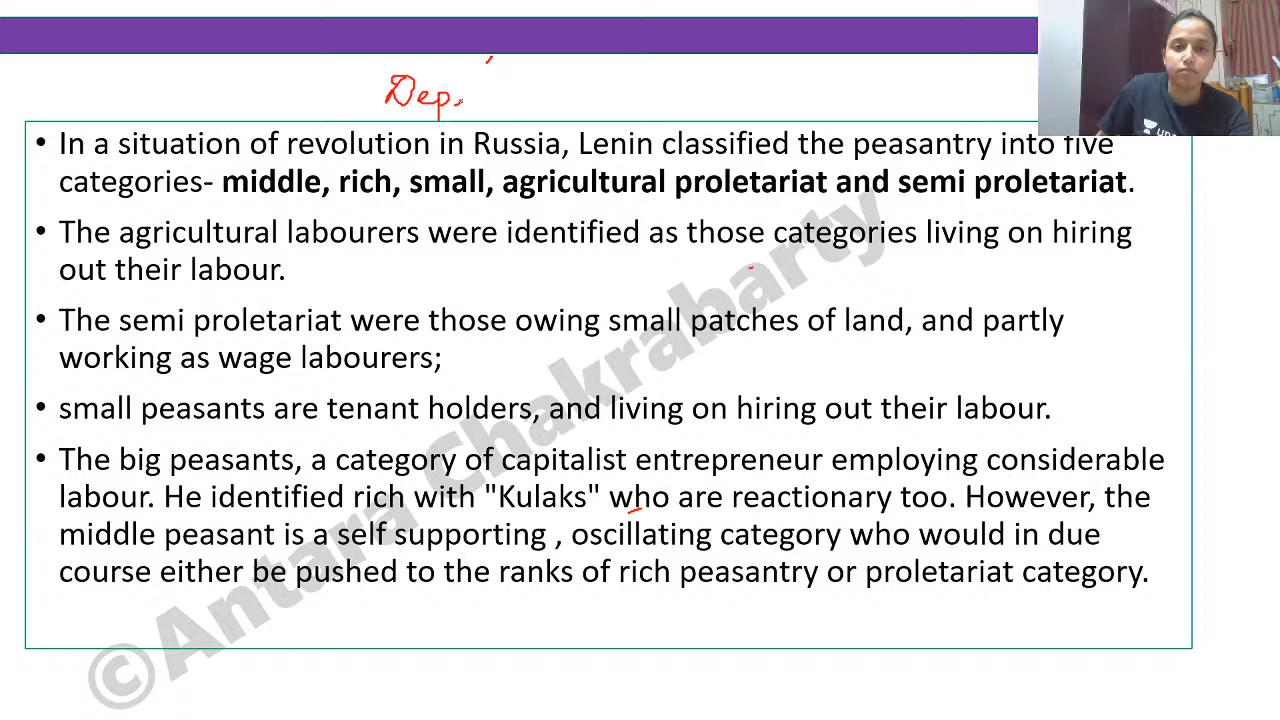 Dep.
• In a situation of revolution in Russia, Lenin classified the peasantry into five
categories- middle, rich, small, agricultural proletariat and semi proletariat.
• The agricultural labourers were identified as those categories living on hiring
out their labour.
• The semi proletariat were those owing small patches of land, and partly
working as wage labourers;
• small peasants are tenant holders, and living on hiring out their labour.
• The big peasants, a category of capitalist entrepreneur employing considerable
labour. He identified rich with "Kulaks" who are reactionary too. However, the
middle peasant is a self supporting , oscillating category who would in due
course either be pushed to the ranks of rich peasantry or proletariat category.
©Antara Chakraharty